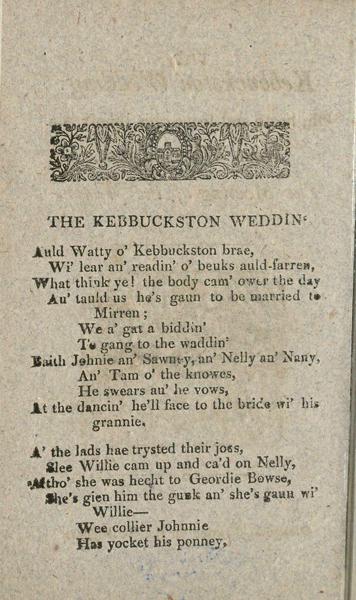 THE KEBBUCKSTON WEDDIN'
Auld Watty o' Kebbuckston brae,
Wi' lear an' readin' o' beuks auld-farren,
What think ye! the body cam' ower the day
An' tauld us he's gaun to be married to
Mirren ;
We a' gat a biddin'
To gang to the waddin'
Baith Johnie an' Sawney, an' Nelly an' Nany,
An' Tam o' the knowes,
He swears an' he vows,
At the dancin' he'll face to the bride wi' his
grannie.
A' the lads hae trysted their joes,
Slee Willie cam up and ca'd on Nelly,
Altho' she was hecht to Geordie Bowse,
She's gien him the gunk an' she's gaun wi'
Willie—
Wee collier Johnnie
Has yocket his ponney,